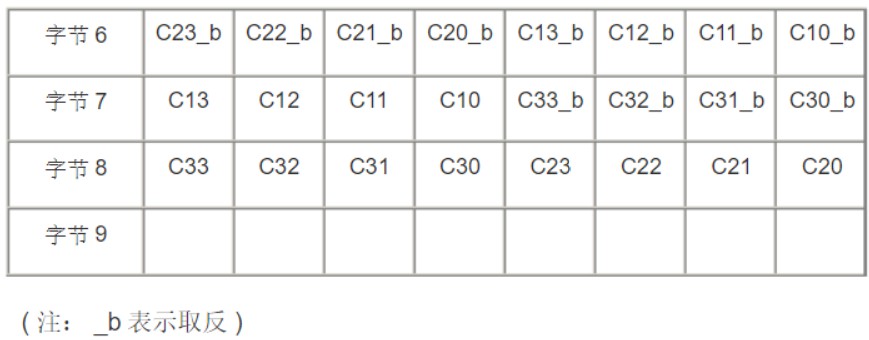 字节 6 C23_b C22_b C21_b C20_b C13_b C12_b C11_b C10_b
字节 7 C13 C12 C11 C10 C33_b C32_b C31_b C30_b
字节 8 C33 C32 C31 C30 C23 C22 C21 C20
字节 9
( 注： _b 表示取反 )